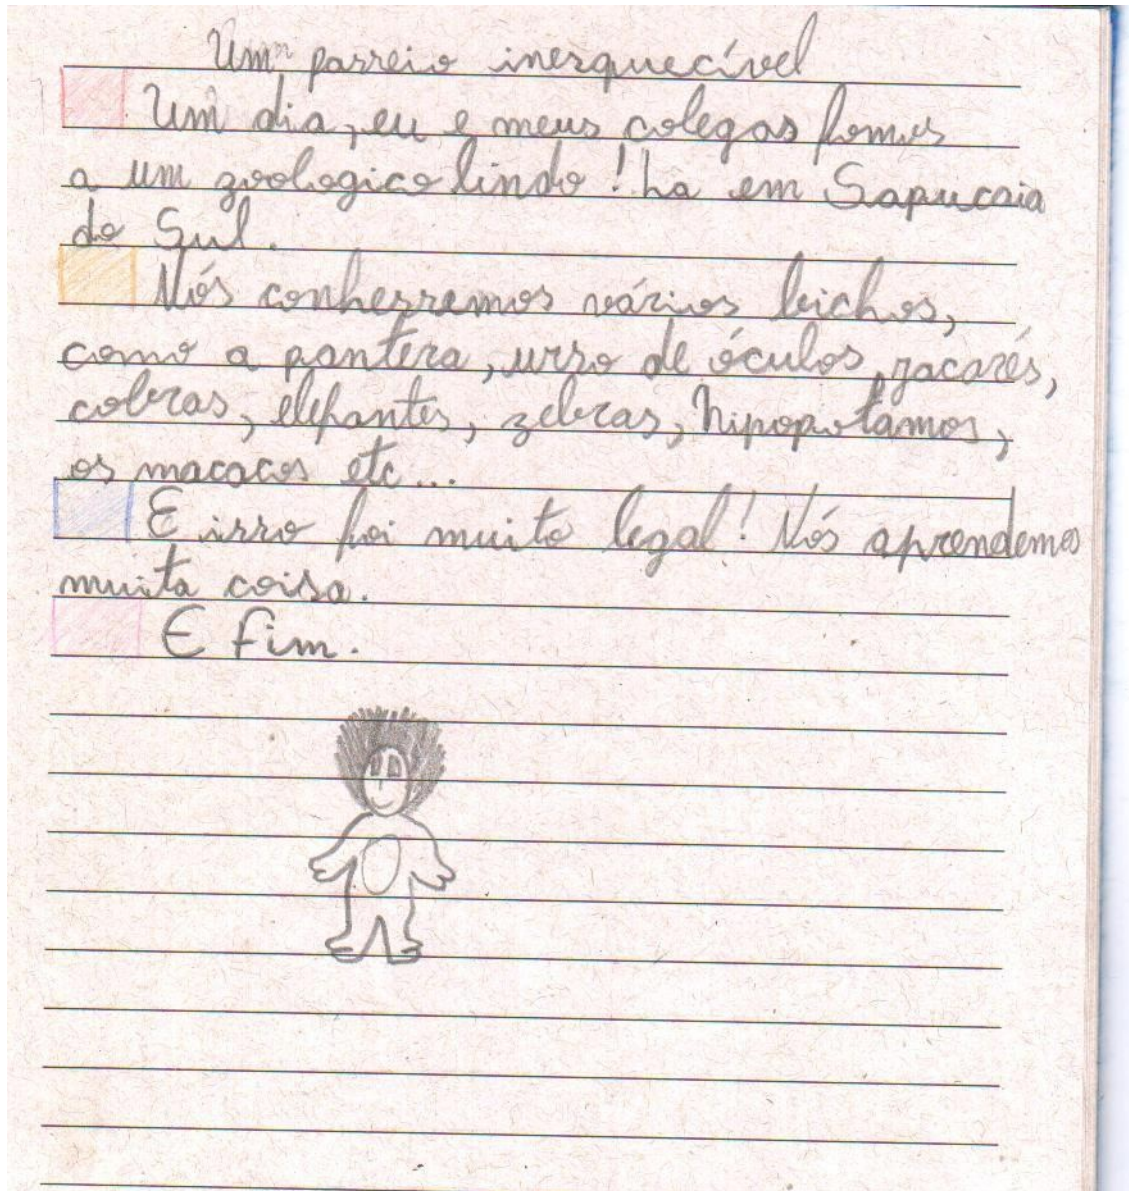 Um passeio inesquecível
Um dia, eu e meus colegas fomos
a um zoologico lindo! La em Sapucaia
do Sul.
Nós conhessemos vários bichos,
como a pantera, urso de óculos, jacarés,
cobras, elefantes, zebras, hipopotamos,
os macacos etc...
E isso foi muito legal! Nós aprendemos
muita coisa.
E fim.